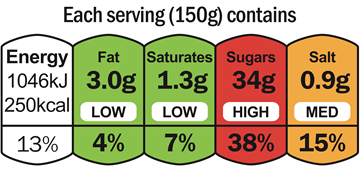 Each serving (150g) contains
Energy Fat Saturates Sugars Salt
1046kJ 3.0g 1.3g 34g 0.9g
250kcal LOW LOW HIGH MED
13% 4% 7% 38% 15%